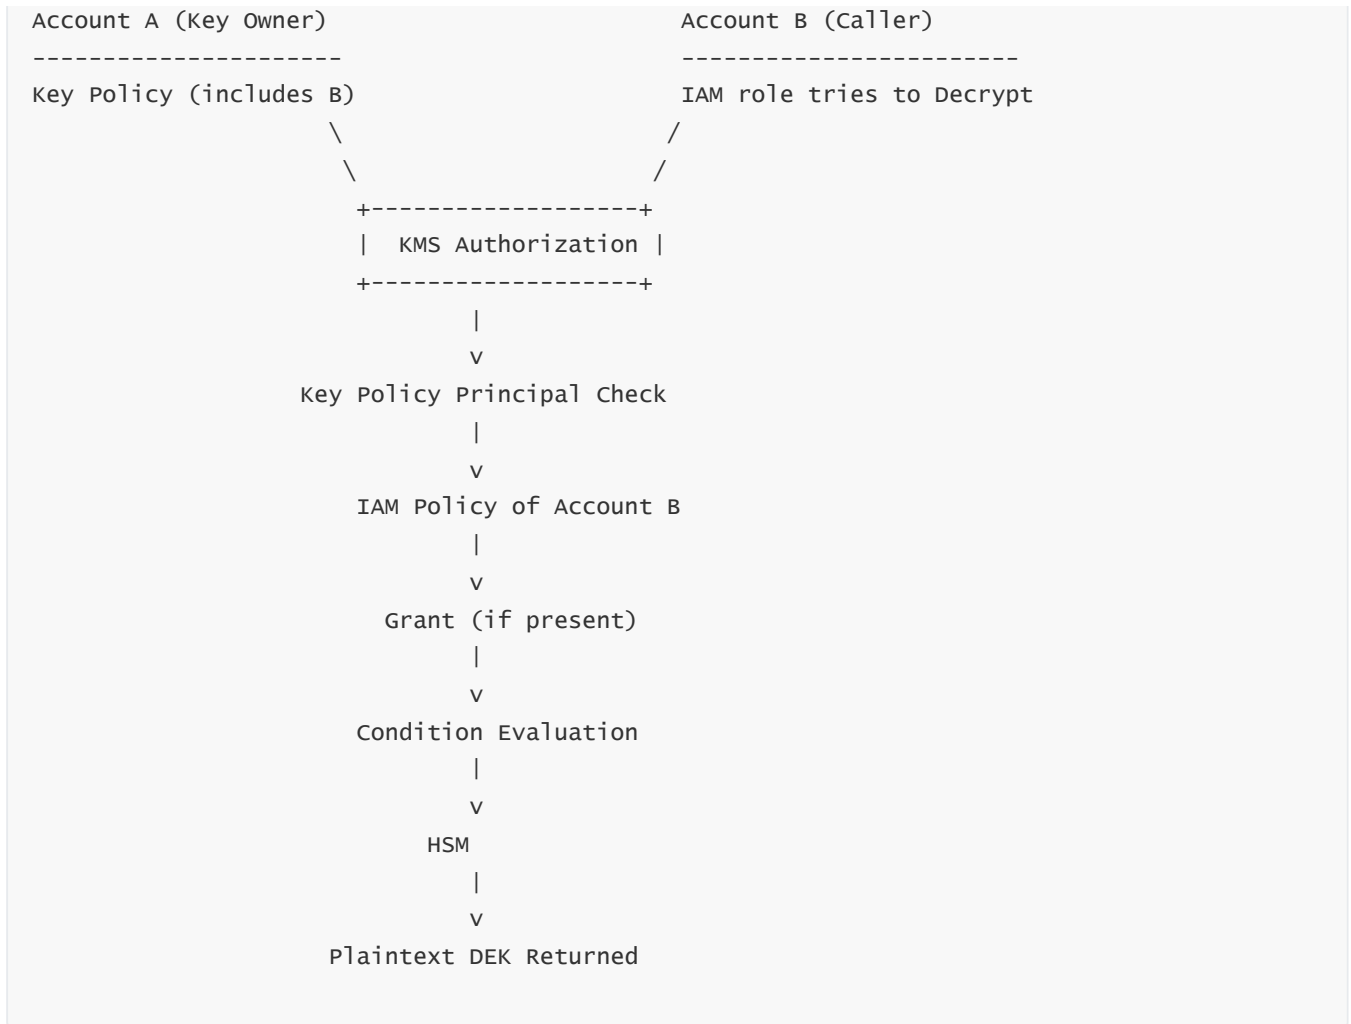 Account A (Key Owner)                         Account B (Caller)
----------------------                        ------------------------
Key Policy (includes B)                       IAM role tries to Decrypt
                     \                       /
                      \                     /
                       +-------------------+
                       |  KMS Authorization |
                       +-------------------+
                               |
                               v
                   Key Policy Principal Check
                               |
                               v
                       IAM Policy of Account B
                               |
                               v
                         Grant (if present)
                               |
                               v
                       Condition Evaluation
                               |
                               v
                            HSM
                               |
                               v
                     Plaintext DEK Returned